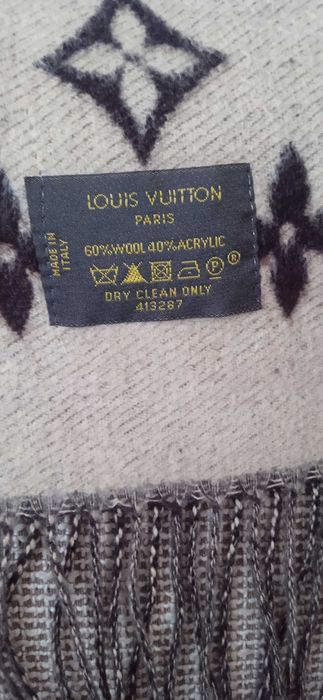 LOUIS VUITTON
PARIS
MADE IN
ITALY
60%WOOL 40%ACRYLIC
P ®
DRY CLEAN ONLY
413287